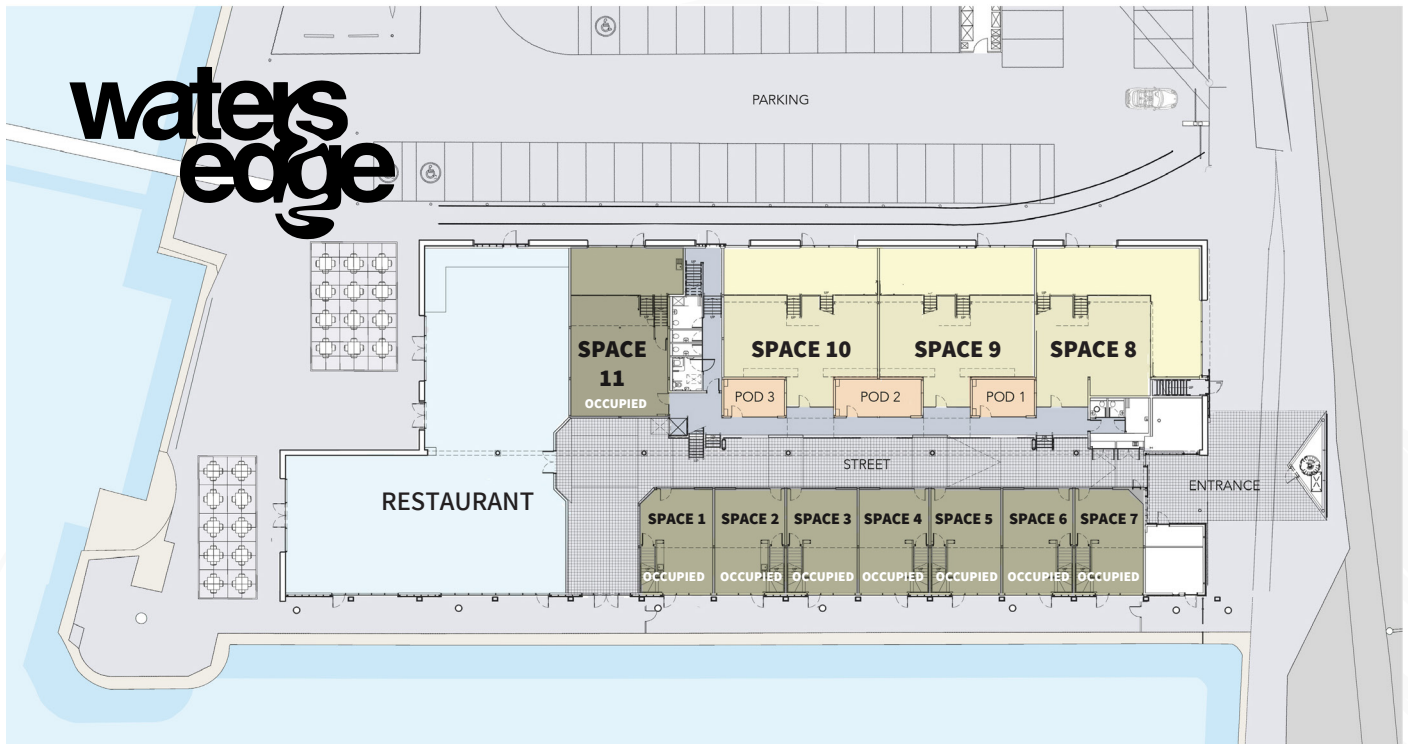 waters
edge
PARKING
SPACE
11
OCCUPIED
SPACE 10
SPACE 9
SPACE 8
POD 3
POD 2
POD 1
STREET
ENTRANCE
RESTAURANT
SPACE 1
SPACE 2
SPACE 3
SPACE 4
SPACE 5
SPACE 6
SPACE 7
OCCUPIED
OCCUPIED
OCCUPIED
OCCUPIED
OCCUPIED
OCCUPIED
OCCUPIED